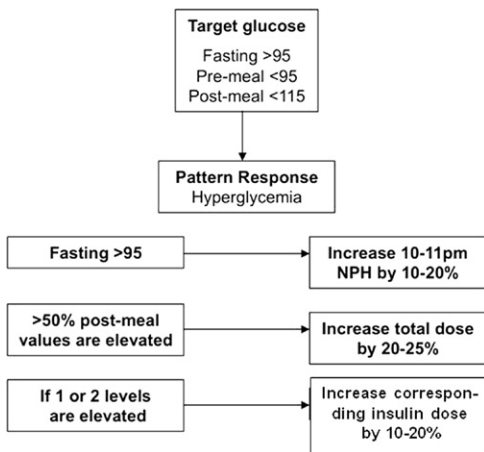 Target glucose
Fasting >95
Pre-meal <95
Post-meal <115
Pattern Response
Hyperglycemia
Fasting >95
Increase 10-11pm
NPH by 10-20%
>50% post-meal
values are elevated
Increase total dose
by 20-25%
If 1 or 2 levels
are elevated
Increase correspon-
ding insulin dose
by 10-20%